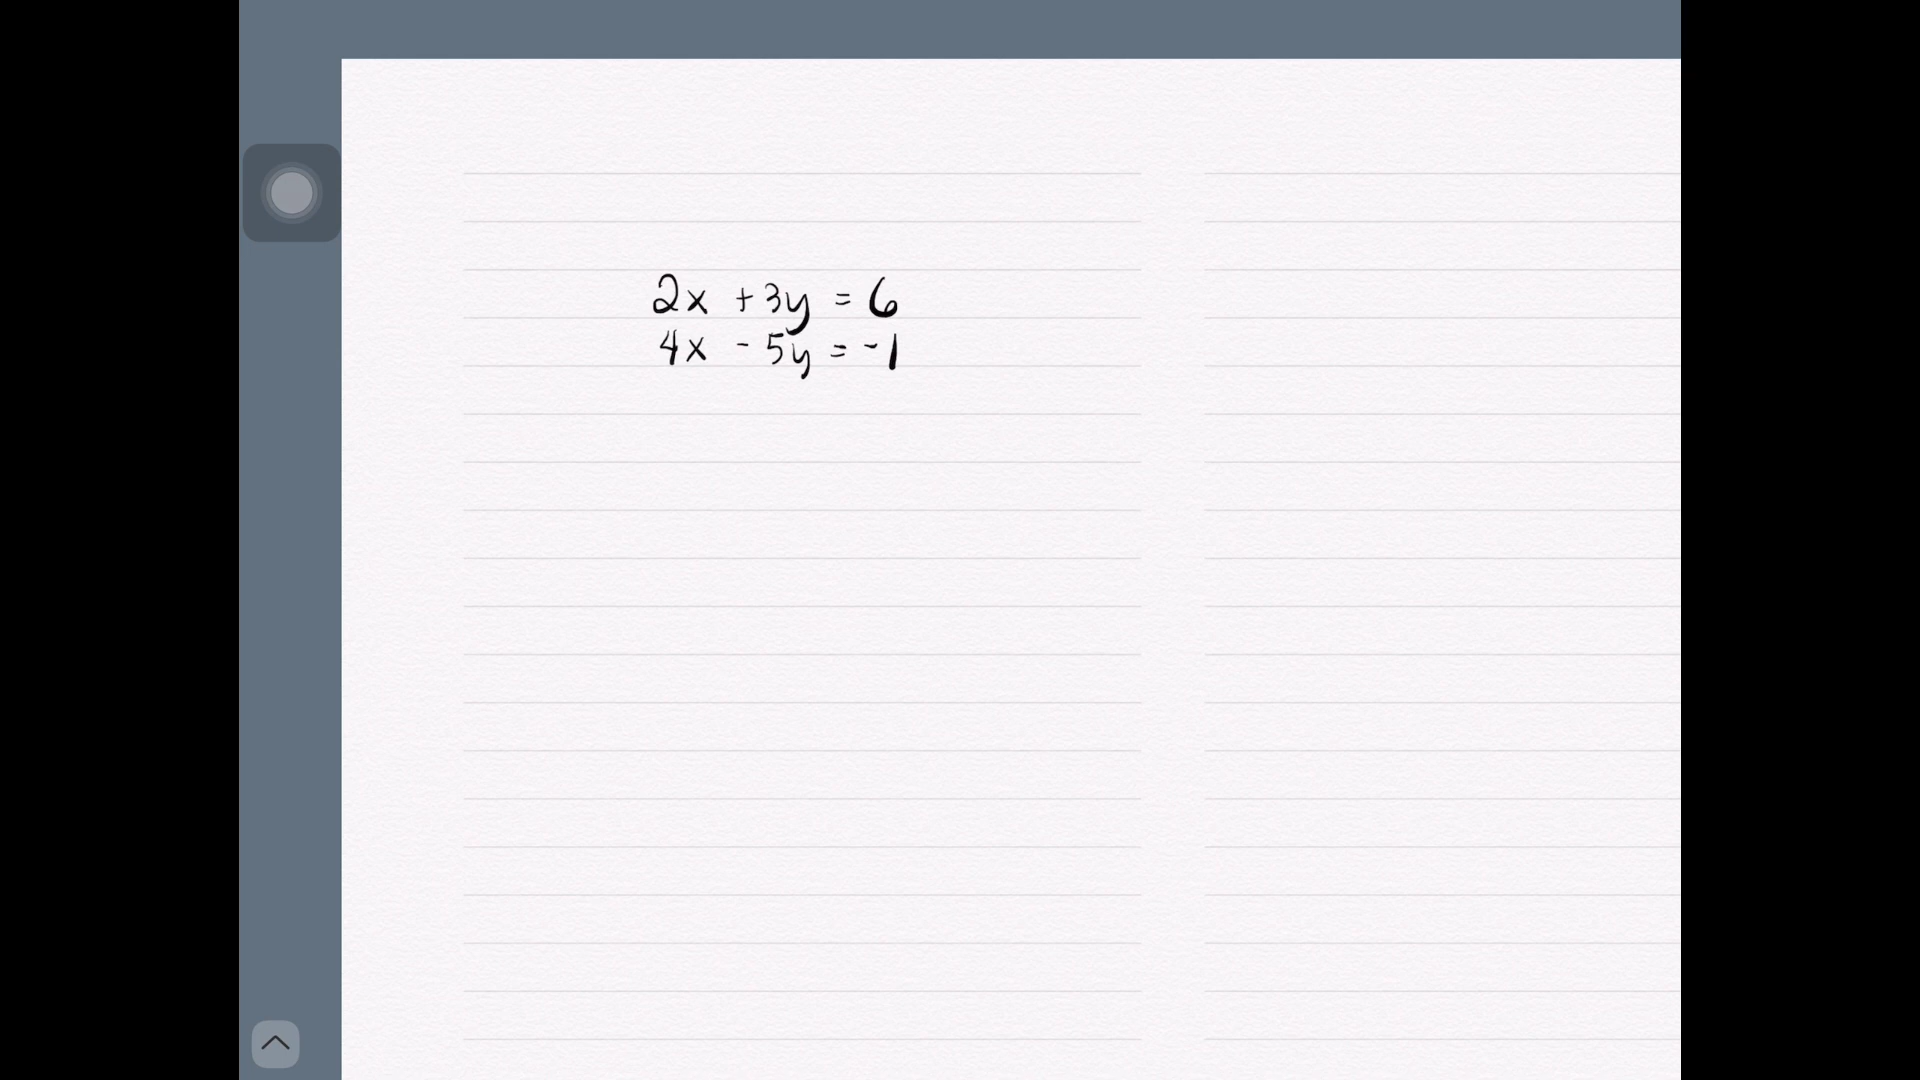 2x + 3y = 6
4x - 5y = -1